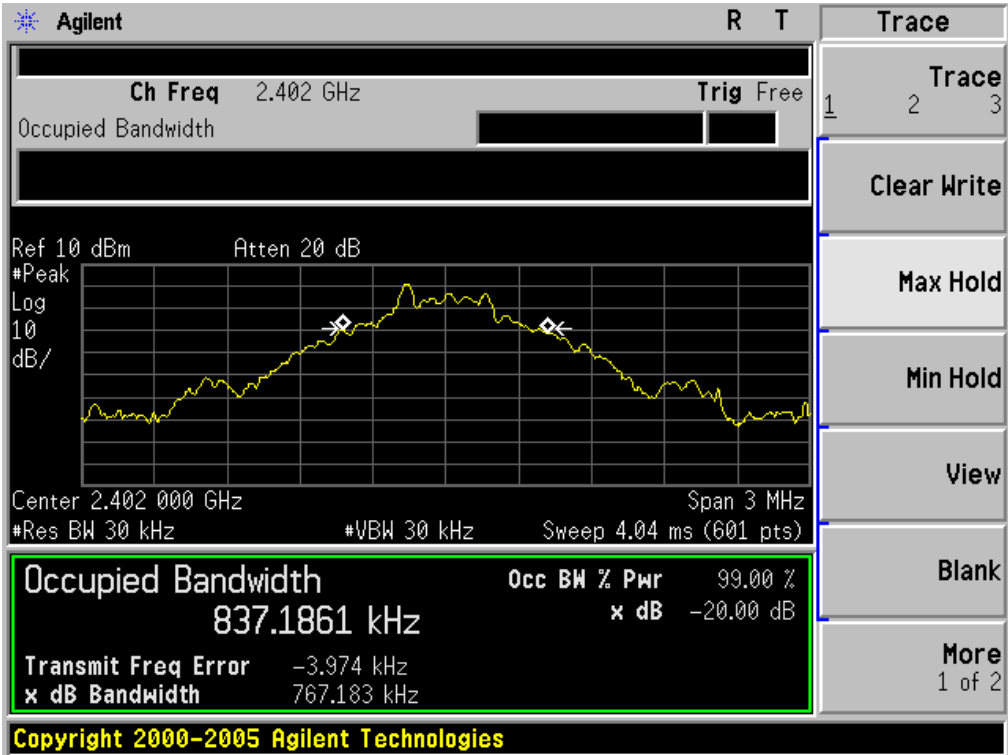 Agilent R T Trace
Ch Freq 2.402 GHz Trig Free
Occupied Bandwidth
Trace
1 2 3
Clear Write
Max Hold
Min Hold
View
Blank
More
1 of 2
Ref 10 dBm Atten 20 dB
#Peak
Log
10
dB/
Center 2.402 000 GHz Span 3 MHz
#Res BW 30 kHz #VBW 30 kHz Sweep 4.04 ms (601 pts)
Occupied Bandwidth Occ BW % Pwr 99.00 %
837.1861 kHz x dB -20.00 dB
Transmit Freq Error -3.974 kHz
x dB Bandwidth 767.183 kHz
Copyright 2000-2005 Agilent Technologies